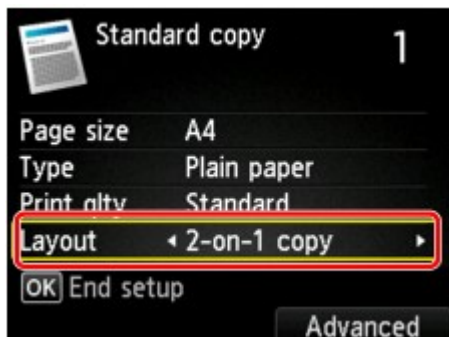 Standard copy 1
Page size A4
Type Plain paper
Print qlty Standard
Layout 2-on-1 copy
OK End setup
Advanced